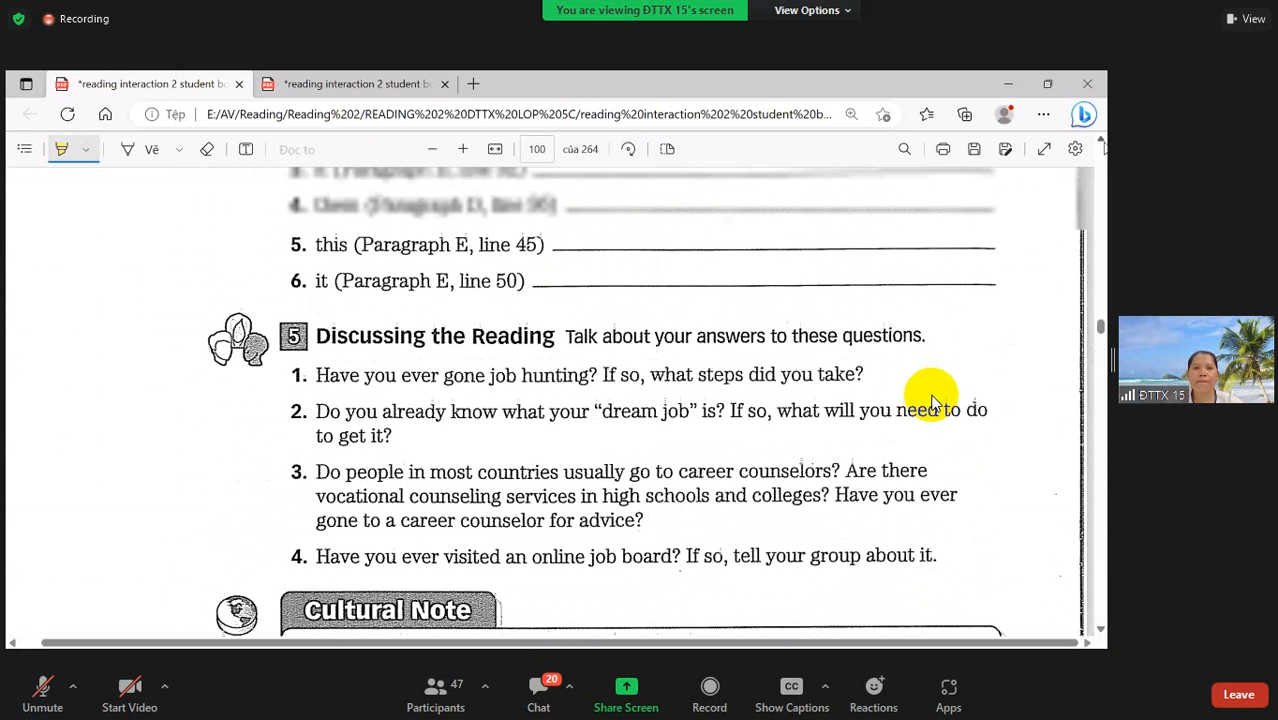 Recording
You are viewing ĐTTX 15's screen
View Options
View
*reading interaction 2 student bo
*reading interaction 2 student bo
Tệp
E:/AV/Reading/Reading%202/READING%202%20DTTX%20LOP%205C/reading%20interaction%202%20student%20b...
Vẽ
Đọc to
100
của 264
5. this (Paragraph E, line 45)
6. it (Paragraph E, line 50)
5 Discussing the Reading Talk about your answers to these questions.
1. Have you ever gone job hunting? If so, what steps did you take?
2. Do you already know what your “dream job” is? If so, what will you need to do
to get it?
3. Do people in most countries usually go to career counselors? Are there
vocational counseling services in high schools and colleges? Have you ever
gone to a career counselor for advice?
4. Have you ever visited an online job board? If so, tell your group about it.
Cultural Note
ĐTTX 15
Unmute
Start Video
47
Participants
20
Chat
Share Screen
Record
CC
Show Captions
Reactions
Apps
Leave